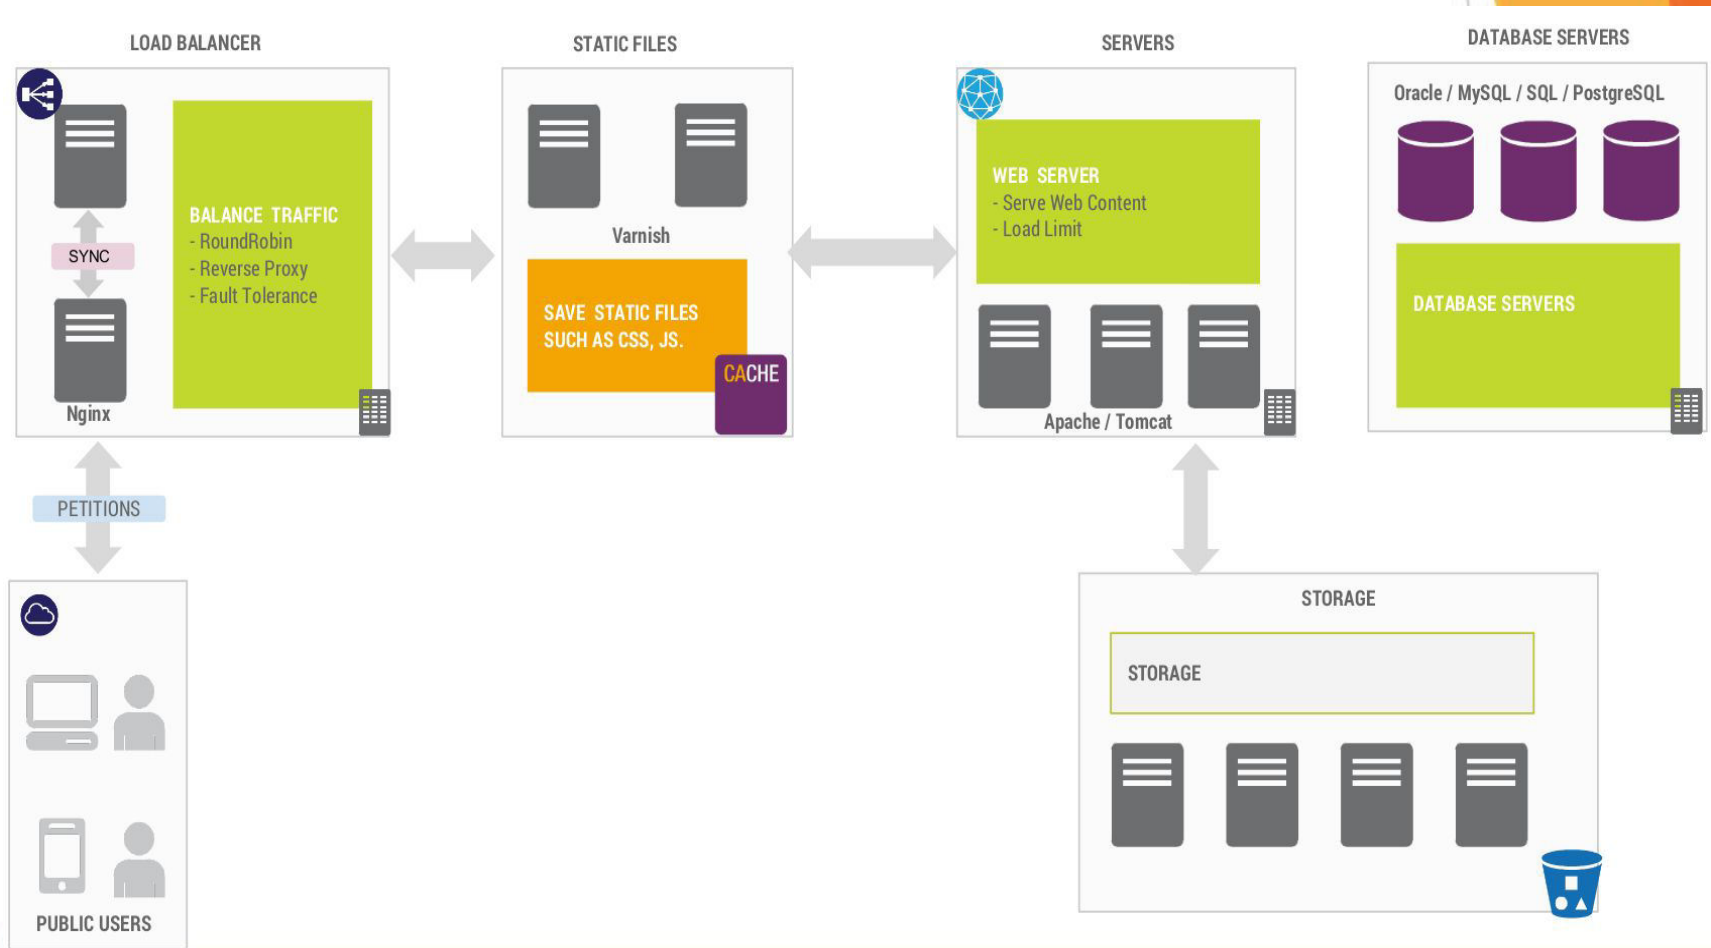 LOAD BALANCER
BALANCE TRAFFIC
- RoundRobin
- Reverse Proxy
- Fault Tolerance
SYNC
Nginx
STATIC FILES
Varnish
SAVE STATIC FILES
SUCH AS CSS, JS.
CACHE
SERVERS
WEB SERVER
- Serve Web Content
- Load Limit
Apache / Tomcat
DATABASE SERVERS
Oracle / MySQL / SQL / PostgreSQL
DATABASE SERVERS
PETITIONS
PUBLIC USERS
STORAGE
STORAGE